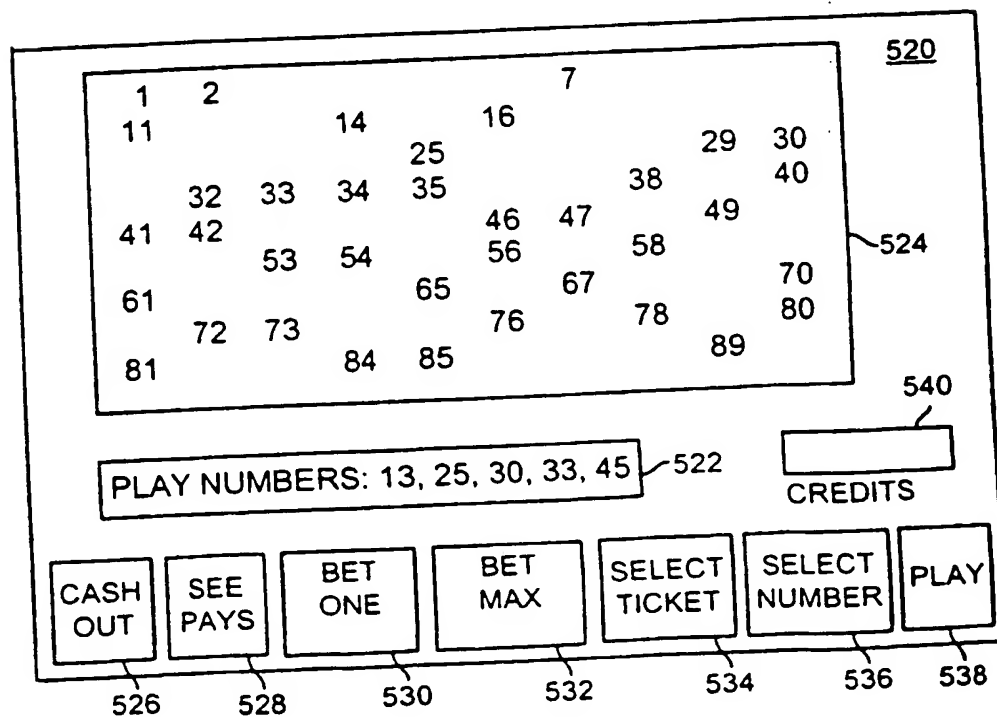 520
1 2 7
11 14 16
25 29 30
32 33 34 35 38 40
41 42 46 47 49
53 54 56 58
524
61 65 67 70
72 73 76 78 80
81 84 85 89
540
PLAY NUMBERS: 13, 25, 30, 33, 45
522
CREDITS
CASH OUT
SEE PAYS
BET ONE
BET MAX
SELECT TICKET
SELECT NUMBER
PLAY
526 528 530 532 534 536 538